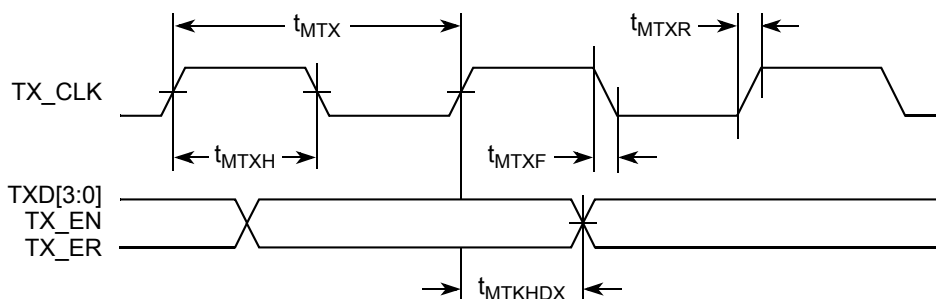 tMTX
tMTXR
TX_CLK
tMTXH
tMTXF
TXD[3:0]
TX_EN
TX_ER
tMTKHDX